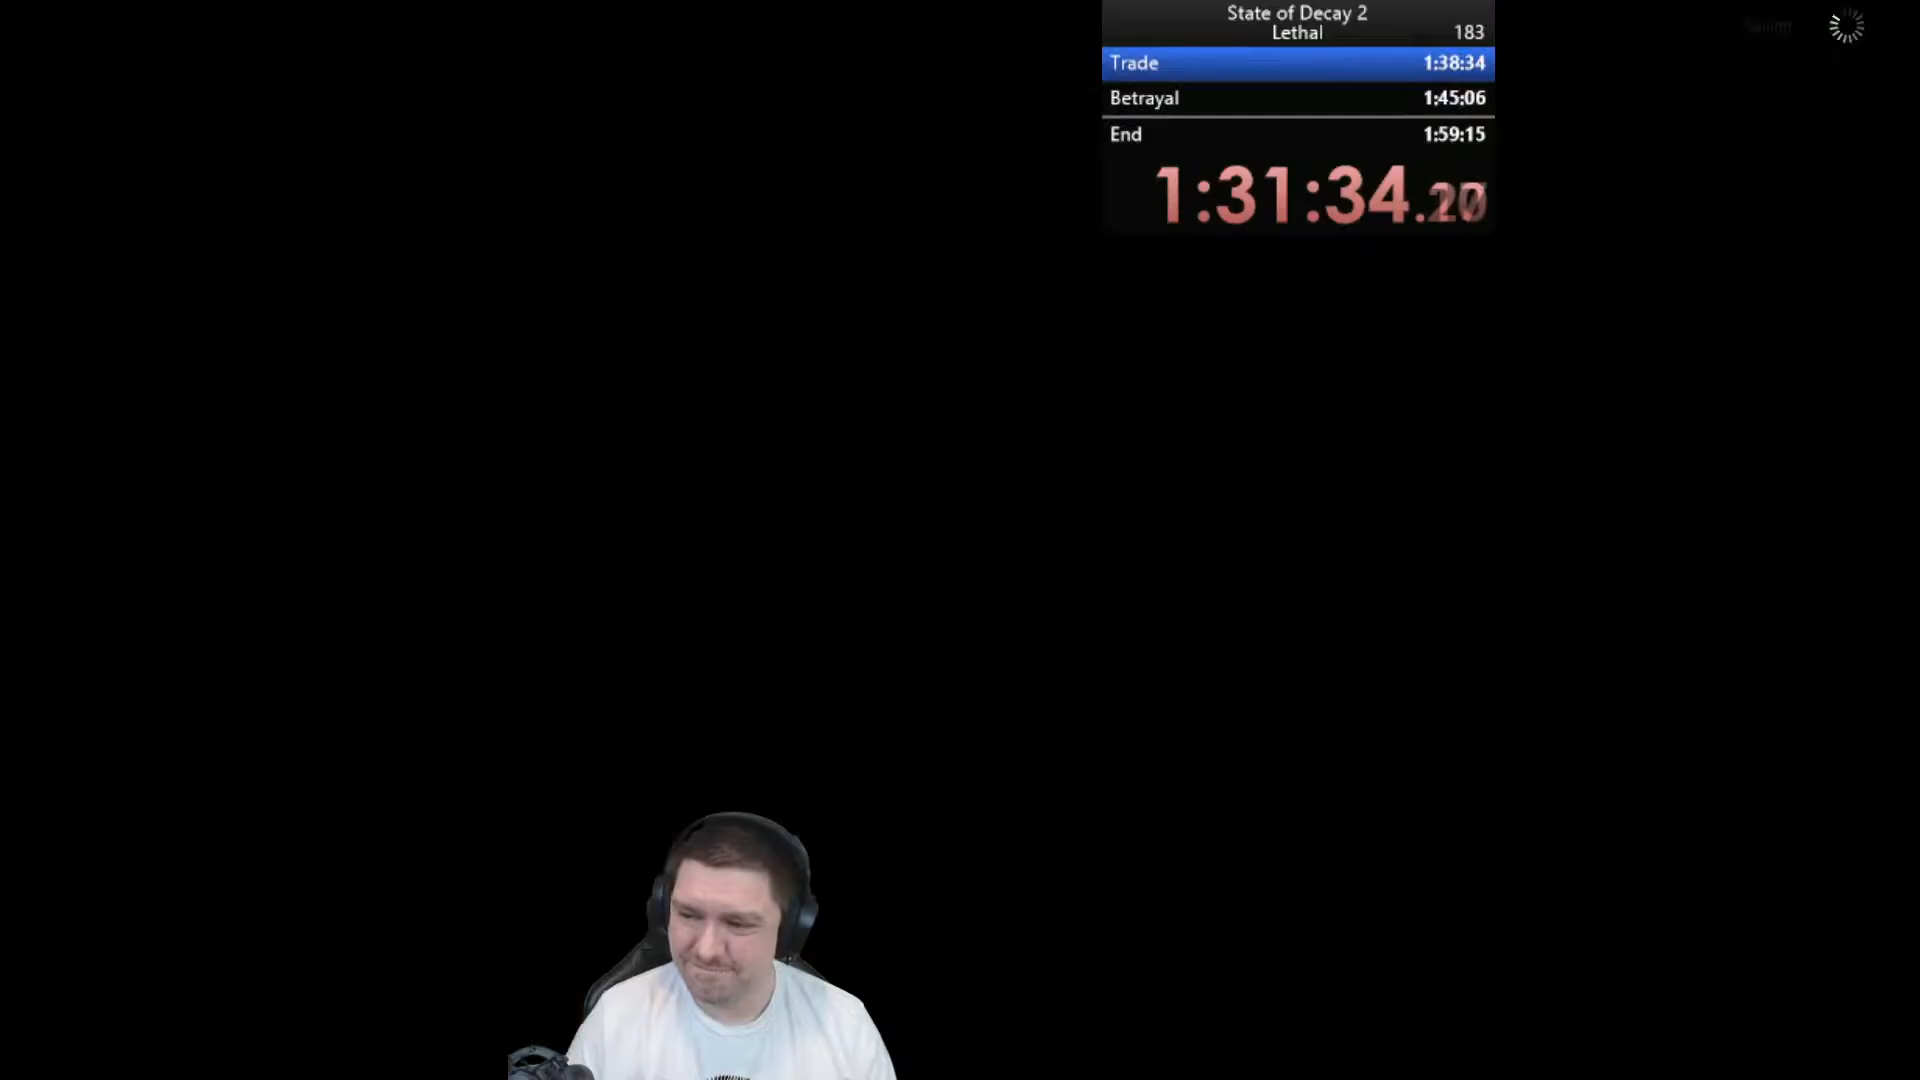 State of Decay 2
Lethal 183
Trade 1:38:34
Betrayal 1:45:06
End 1:59:15
1:31:34.